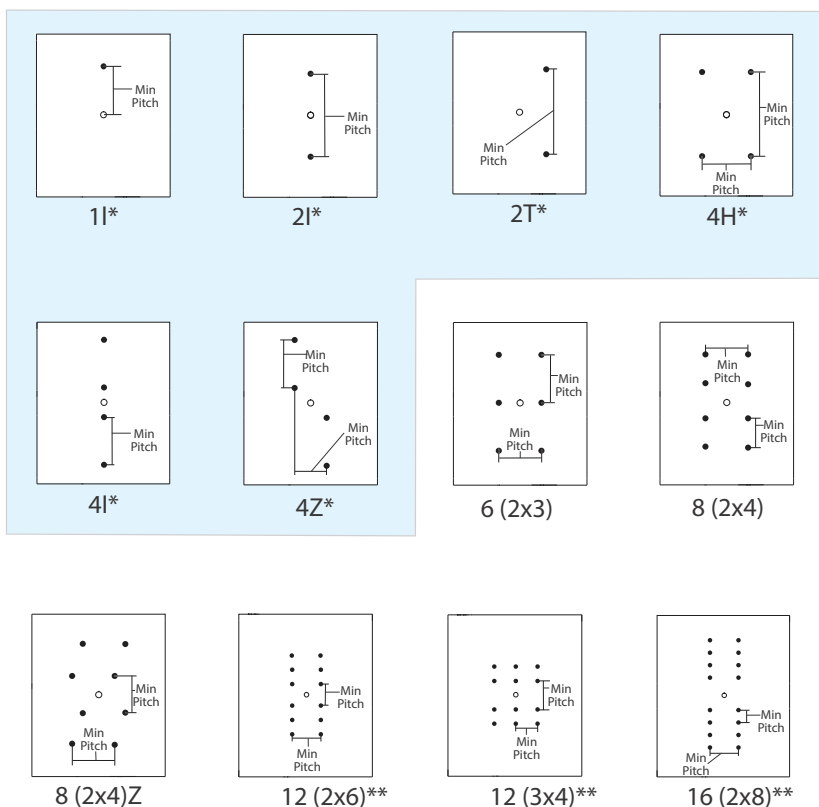 Min
Pitch
1I*
Min
Pitch
2I*
Min
Pitch
2T*
Min
Pitch
Min
Pitch
4H*
Min
Pitch
4I*
Min
Pitch
Min
Pitch
4Z*
Min
Pitch
Min
Pitch
6 (2x3)
Min
Pitch
Min
Pitch
8 (2x4)
Min
Pitch
Min
Pitch
8 (2x4)Z
Min
Pitch
Min
Pitch
12 (2x6)**
Min
Pitch
Min
Pitch
12 (3x4)**
Min
Pitch
Min
Pitch
16 (2x8)**